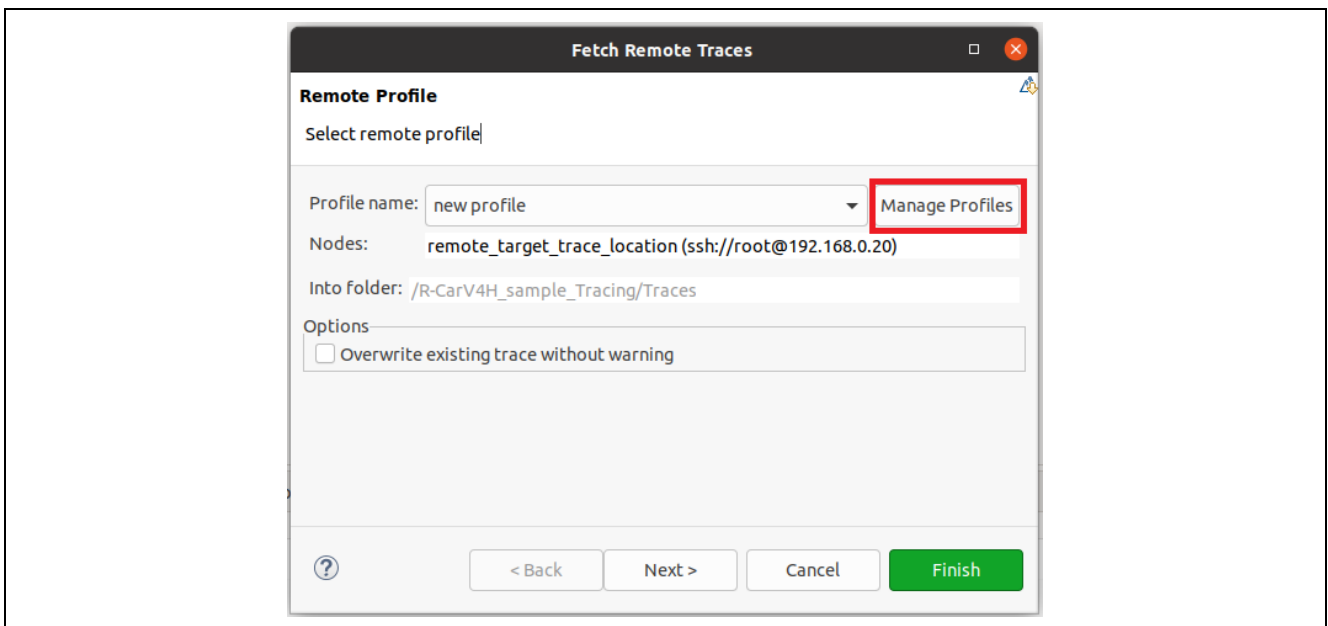 Fetch Remote Traces
Remote Profile
Select remote profile
Profile name: new profile Manage Profiles
Nodes: remote_target_trace_location (ssh://root@192.168.0.20)
Into folder: /R-CarV4H_sample_Tracing/Traces
Options
Overwrite existing trace without warning
? < Back Next > Cancel Finish